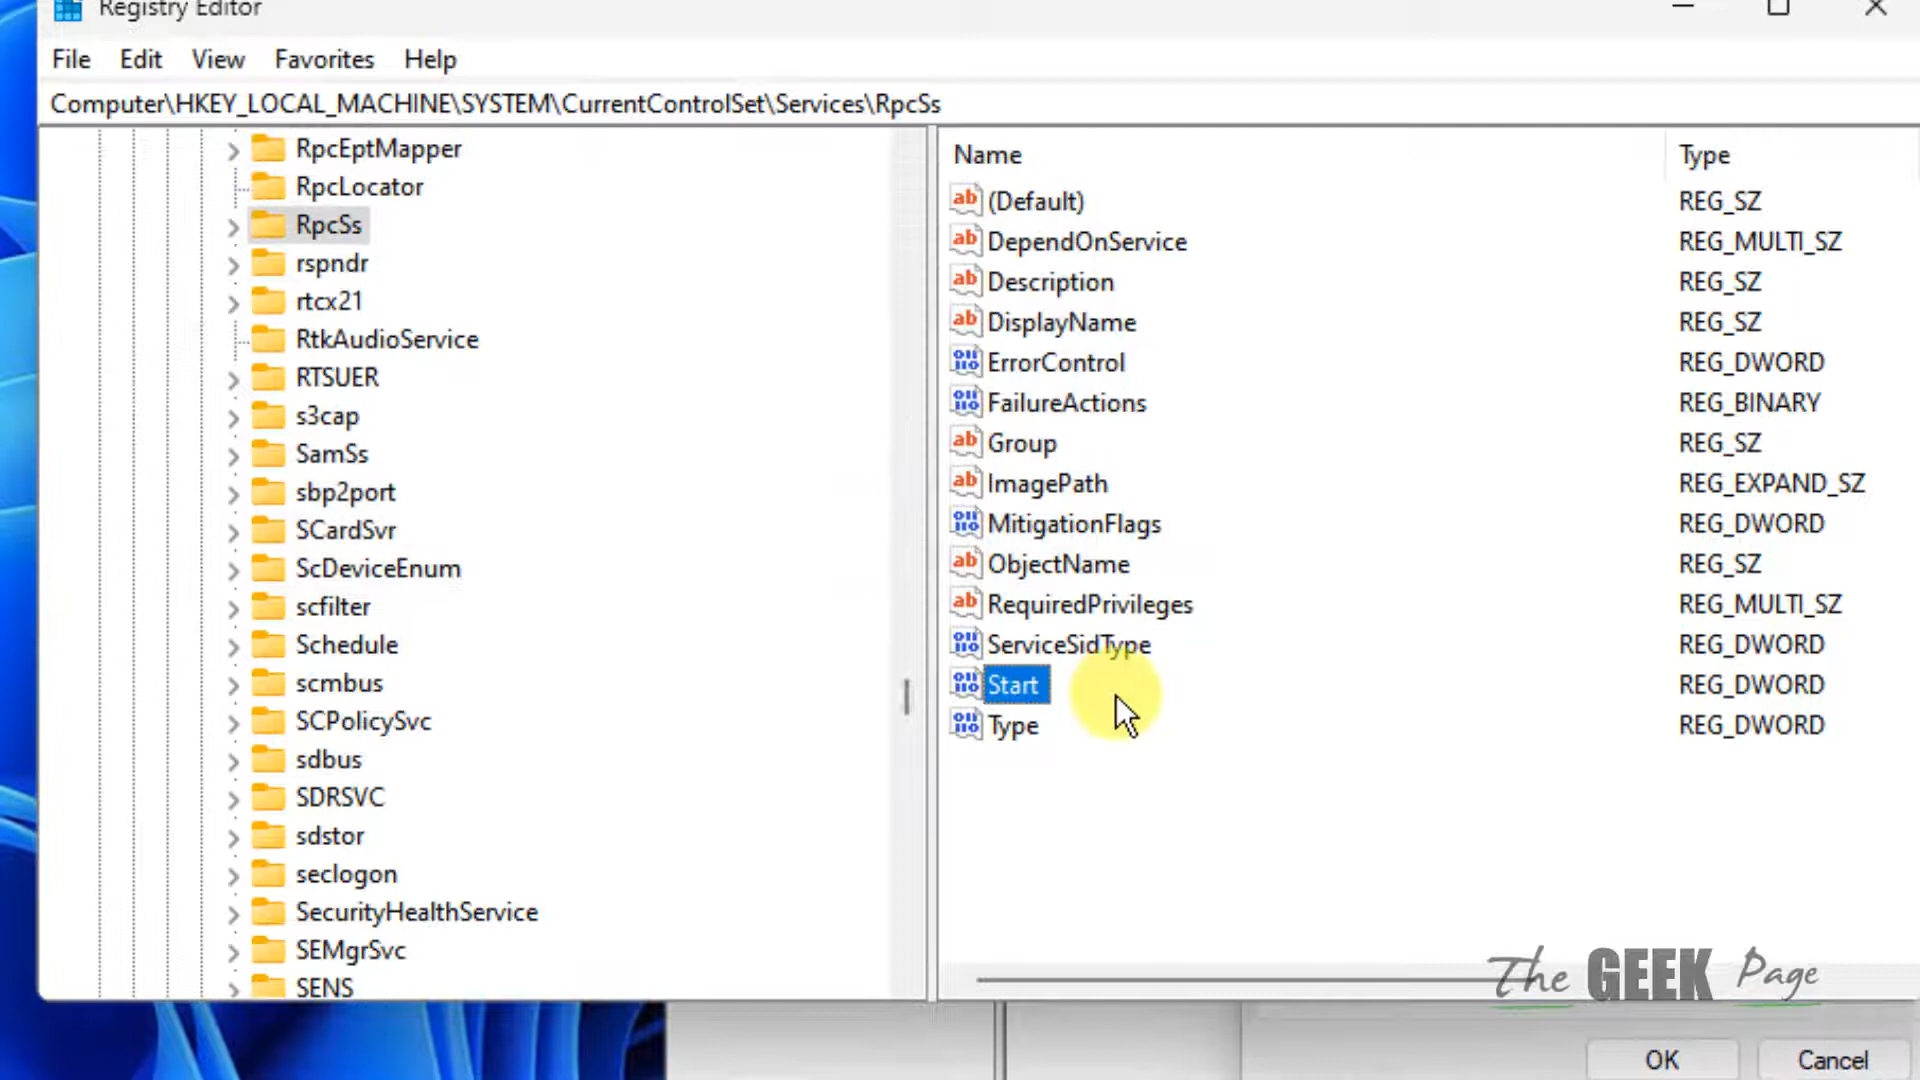 Registry Editor
File Edit View Favorites Help
Computer\HKEY_LOCAL_MACHINE\SYSTEM\CurrentControlSet\Services\RpcSs
RpcEptMapper
RpcLocator
RpcSs
rspndr
rtcx21
RtkAudioService
RTSUER
s3cap
SamSs
sbp2port
SCardSvr
ScDeviceEnum
scfilter
Schedule
scmbus
SCPolicySvc
sdbus
SDRSVC
sdstor
seclogon
SecurityHealthService
SEMgrSvc
SENS
Name Type
(Default) REG_SZ
DependOnService REG_MULTI_SZ
Description REG_SZ
DisplayName REG_SZ
ErrorControl REG_DWORD
FailureActions REG_BINARY
Group REG_SZ
ImagePath REG_EXPAND_SZ
MitigationFlags REG_DWORD
ObjectName REG_SZ
RequiredPrivileges REG_MULTI_SZ
ServiceSidType REG_DWORD
Start REG_DWORD
Type REG_DWORD
The GEEK Page
OK Cancel